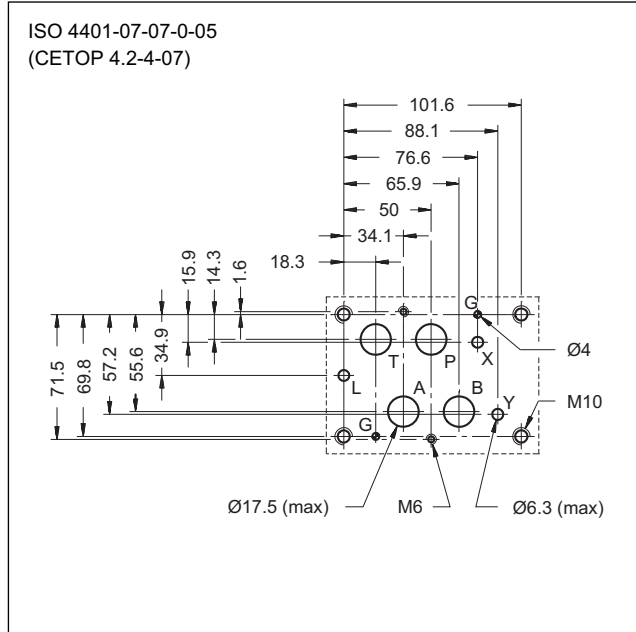 ISO 4401-07-07-0-05
(CETOP 4.2-4-07)
101.6
88.1
76.6
65.9
50
34.1
18.3
15.9
14.3
1.6
71.5
69.8
57.2
55.6
34.9
G
T
P
X
Ø4
L
A
B
Y
M10
G
Ø17.5 (max)
M6
Ø6.3 (max)